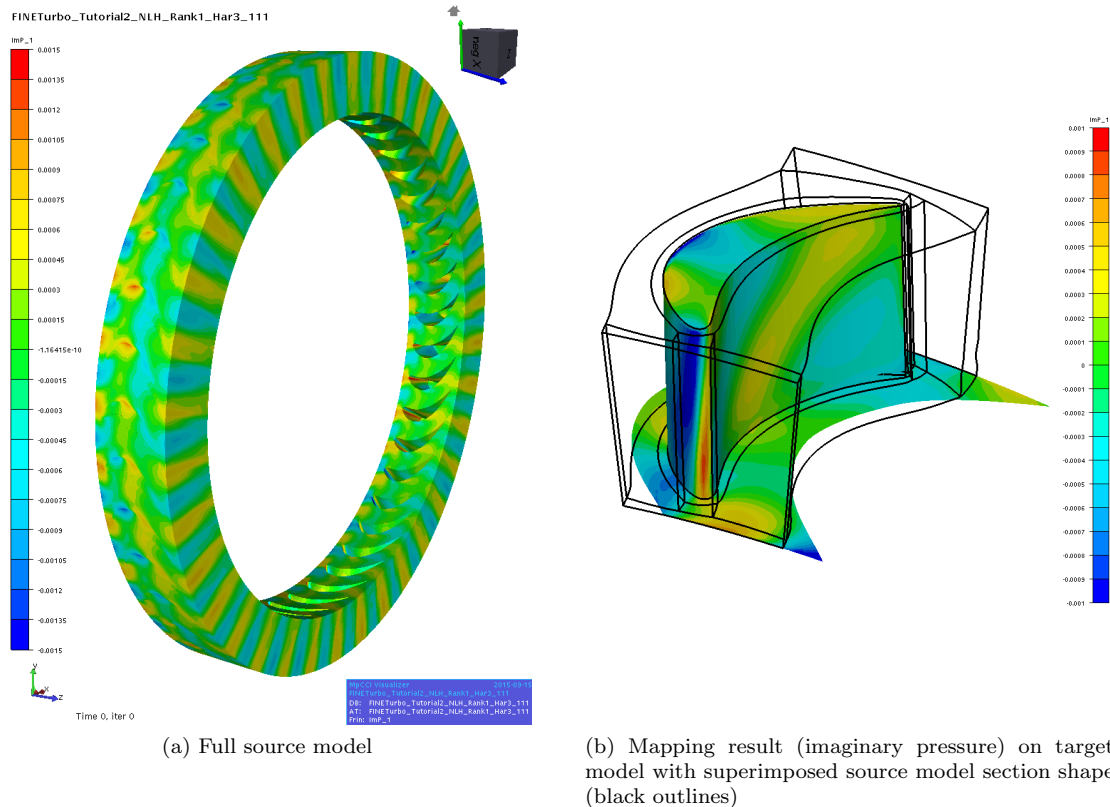 FINETurbo_Tutorial2_NLH_Rank1_Har3_111
ImP_1
0.0015
0.00135
0.0012
0.00105
0.0009
0.00075
0.0006
0.00045
0.0003
0.00015
-1.16415e-10
-0.00015
-0.0003
-0.00045
-0.0006
-0.00075
-0.0009
-0.00105
-0.0012
-0.00135
-0.0015
neg X
Y
X
Z
Time 0, iter 0
MpCCI Visualizer 2015-09-15
FINETurbo_Tutorial2_NLH_Rank1_Har3_111
DB: FINETurbo_Tutorial2_NLH_Rank1_Har3_111
AT: FINETurbo_Tutorial2_NLH_Rank1_Har3_111
Frin: ImP_1
(a) Full source model
ImP_1
0.001
0.0009
0.0008
0.0007
0.0006
0.0005
0.0004
0.0003
0.0002
0.0001
0
-0.0001
-0.0002
-0.0003
-0.0004
-0.0005
-0.0006
-0.0007
-0.0008
-0.0009
-0.001
(b) Mapping result (imaginary pressure) on target
model with superimposed source model section shape
(black outlines)